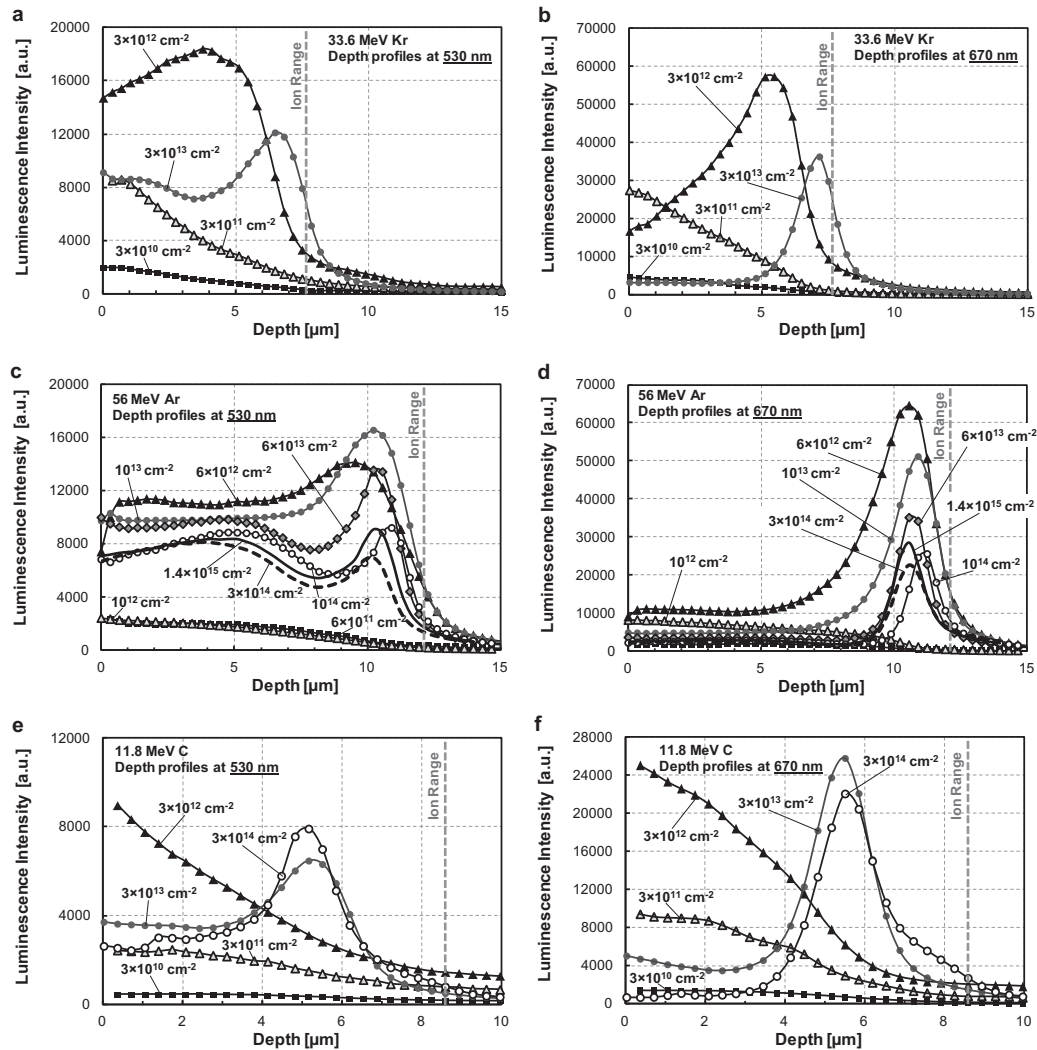 a
20000
16000
12000
8000
4000
0
0
5
10
15
Luminescence Intensity [a.u.]
Depth [µm]
3×10¹² cm⁻²
33.6 MeV Kr
Depth profiles at 530 nm
Ion Range
3×10¹³ cm⁻²
3×10¹¹ cm⁻²
3×10¹⁰ cm⁻²
b
70000
60000
50000
40000
30000
20000
10000
0
0
5
10
15
Luminescence Intensity [a.u.]
Depth [µm]
33.6 MeV Kr
Depth profiles at 670 nm
3×10¹² cm⁻²
Ion Range
3×10¹³ cm⁻²
3×10¹¹ cm⁻²
3×10¹⁰ cm⁻²
c
20000
16000
12000
8000
4000
0
0
5
10
15
Luminescence Intensity [a.u.]
Depth [µm]
56 MeV Ar
Depth profiles at 530 nm
Ion Range
6×10¹³ cm⁻²
10¹³ cm⁻²
6×10¹² cm⁻²
1.4×10¹⁵ cm⁻²
3×10¹⁴ cm⁻²
10¹⁴ cm⁻²
10¹² cm⁻²
6×10¹¹ cm⁻²
d
70000
60000
50000
40000
30000
20000
10000
0
0
5
10
15
Luminescence Intensity [a.u.]
Depth [µm]
56 MeV Ar
Depth profiles at 670 nm
Ion Range
6×10¹² cm⁻²
6×10¹³ cm⁻²
10¹³ cm⁻²
1.4×10¹⁵ cm⁻²
3×10¹⁴ cm⁻²
10¹² cm⁻²
10¹⁴ cm⁻²
e
12000
8000
4000
0
0
2
4
6
8
10
Luminescence Intensity [a.u.]
Depth [µm]
11.8 MeV C
Depth profiles at 530 nm
Ion Range
3×10¹² cm⁻²
3×10¹⁴ cm⁻²
3×10¹³ cm⁻²
3×10¹¹ cm⁻²
3×10¹⁰ cm⁻²
f
28000
24000
20000
16000
12000
8000
4000
0
0
2
4
6
8
10
Luminescence Intensity [a.u.]
Depth [µm]
11.8 MeV C
Depth profiles at 670 nm
Ion Range
3×10¹⁴ cm⁻²
3×10¹³ cm⁻²
3×10¹² cm⁻²
3×10¹¹ cm⁻²
3×10¹⁰ cm⁻²